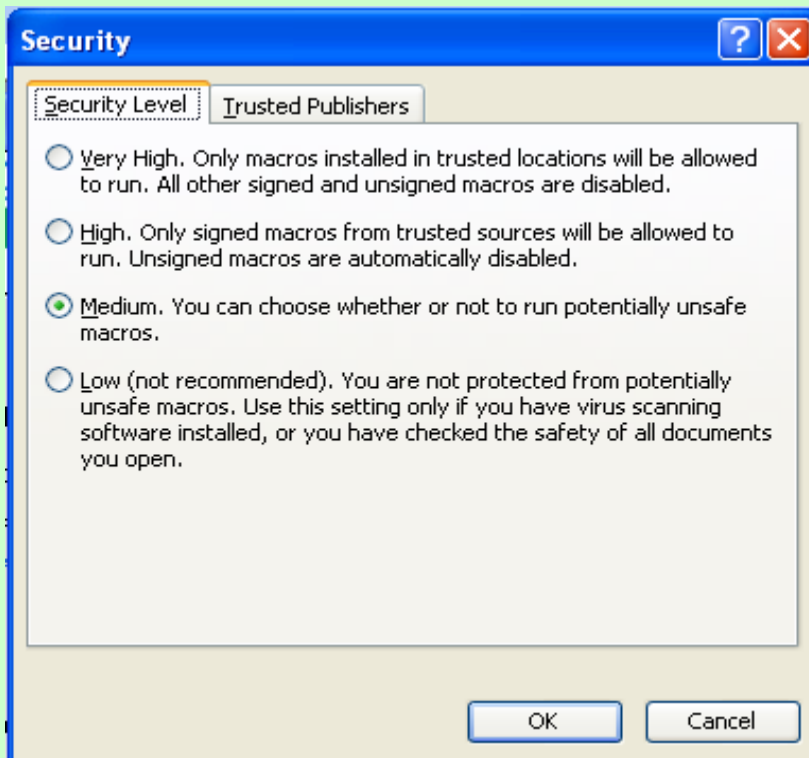 Security
Security Level
Trusted Publishers
Very High. Only macros installed in trusted locations will be allowed
to run. All other signed and unsigned macros are disabled.
High. Only signed macros from trusted sources will be allowed to
run. Unsigned macros are automatically disabled.
Medium. You can choose whether or not to run potentially unsafe
macros.
Low (not recommended). You are not protected from potentially
unsafe macros. Use this setting only if you have virus scanning
software installed, or you have checked the safety of all documents
you open.
OK
Cancel